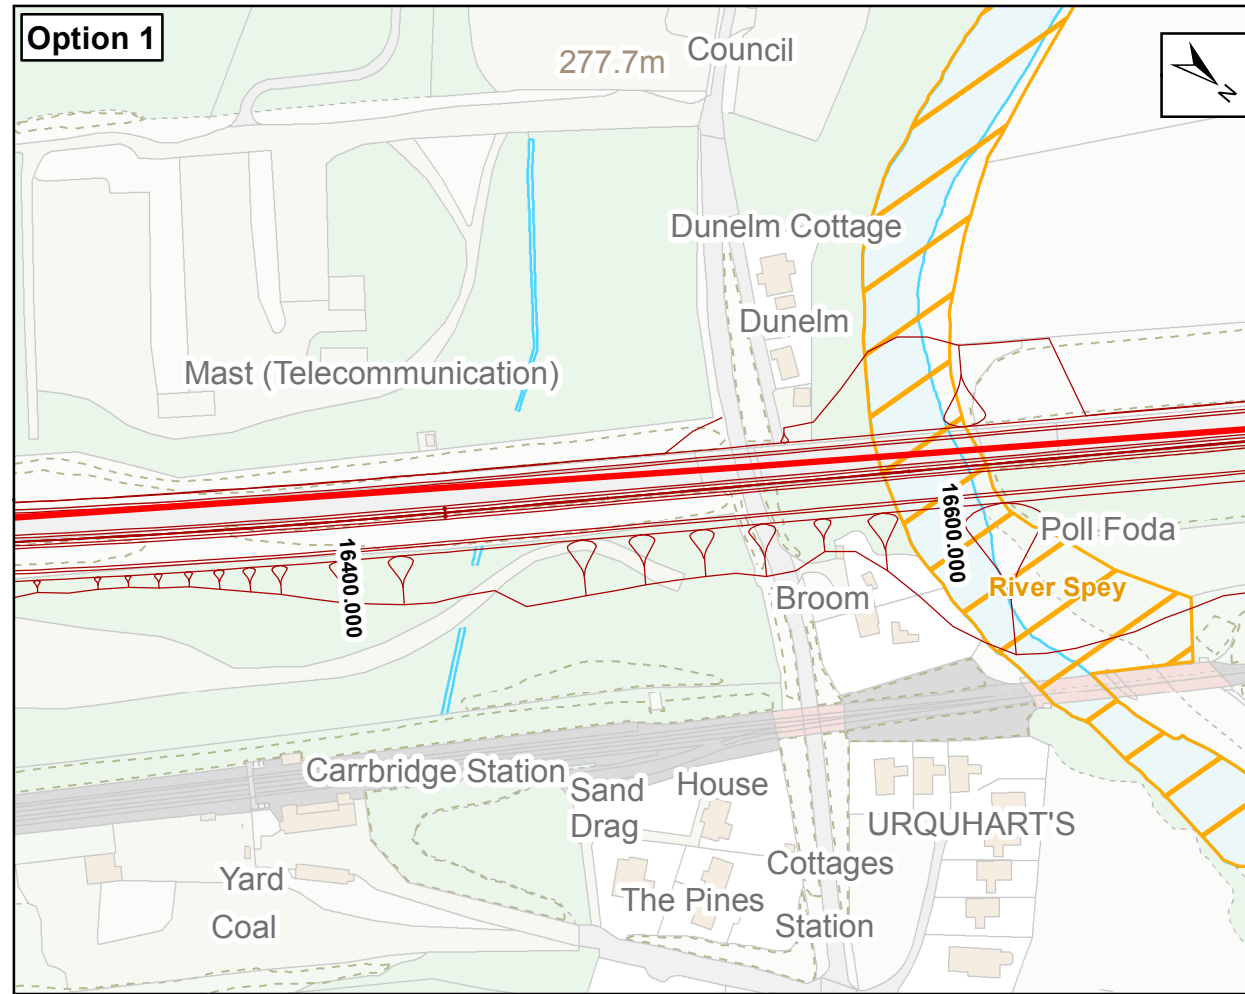 Option 1
277.7m
Council
N
Dunelm Cottage
Dunelm
Mast (Telecommunication)
16400.000
16600.000
Poll Foda
River Spey
Broom
Carrbridge Station
Sand
Drag
House
URQUHART'S
Yard
Coal
The Pines
Cottages
Station